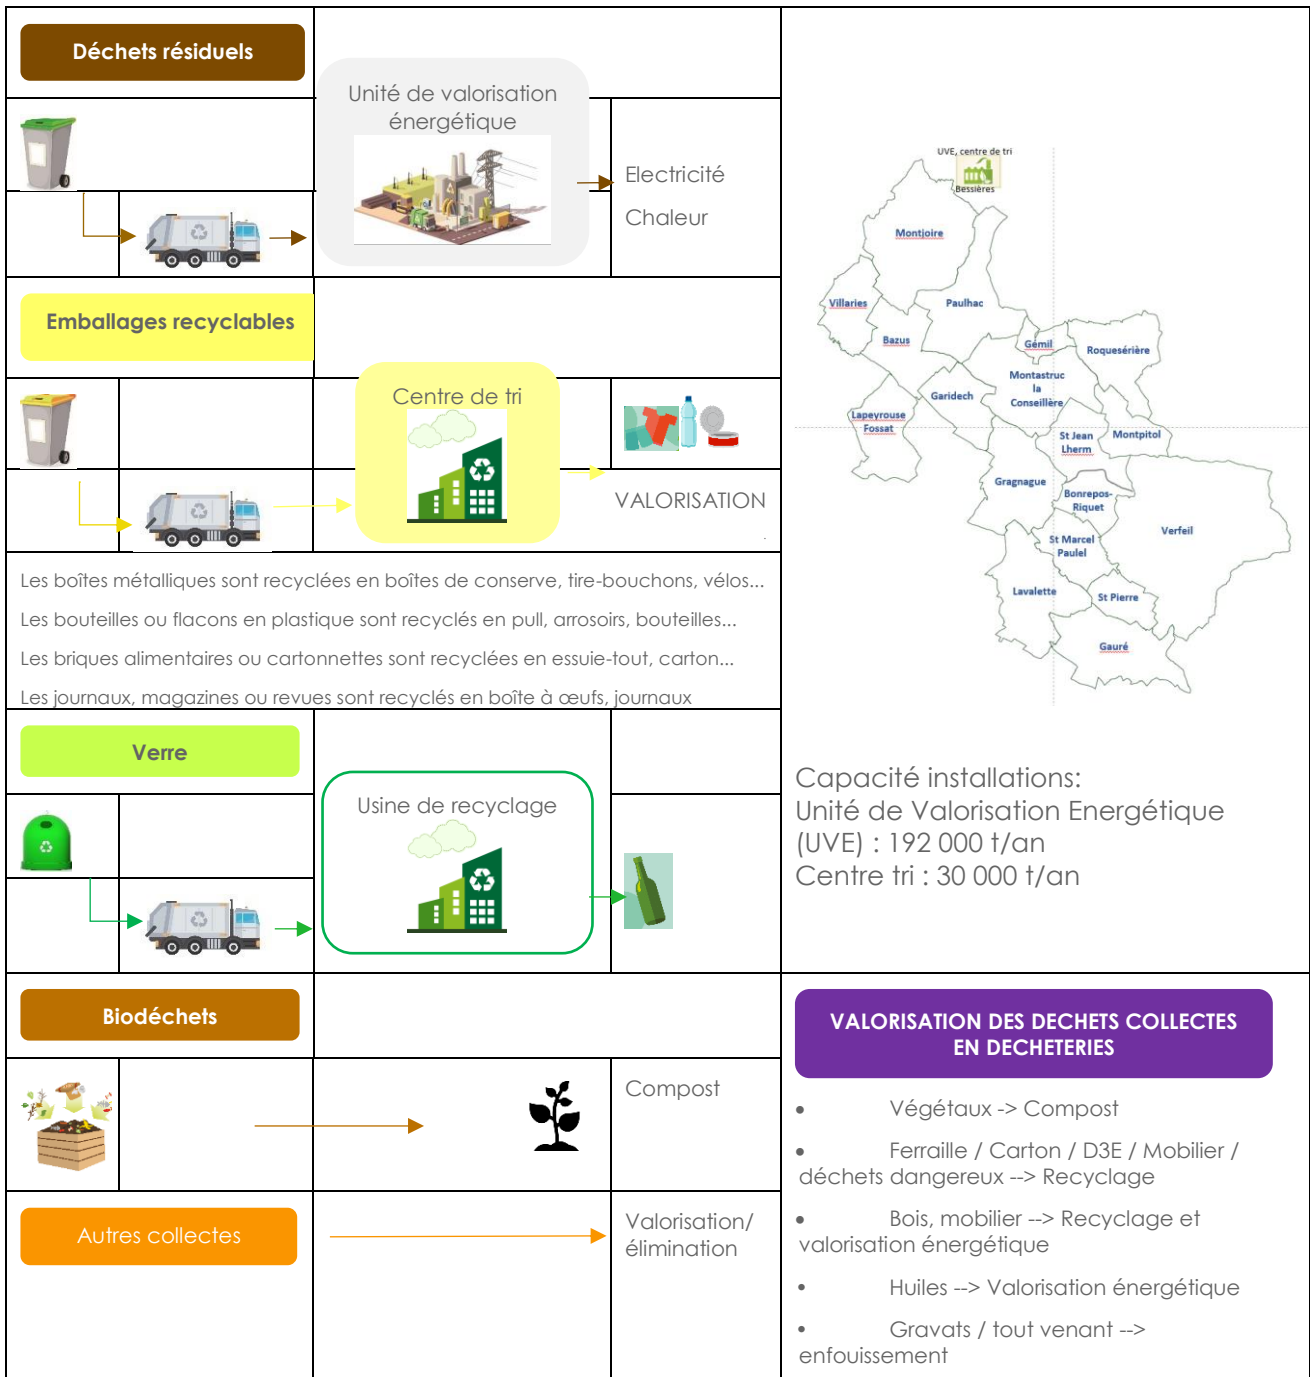 Déchets résiduels
Unité de valorisation
énergétique
Electricité
Chaleur
Emballages recyclables
Centre de tri
VALORISATION
.
Les boîtes métalliques sont recyclées en boîtes de conserve, tire-bouchons, vélos...
Les bouteilles ou flacons en plastique sont recyclés en pull, arrosoirs, bouteilles...
Les briques alimentaires ou cartonnettes sont recyclées en essuie-tout, carton...
Les journaux, magazines ou revues sont recyclés en boîte à œufs, journaux
Verre
Usine de recyclage
Biodéchets
Compost
Autres collectes
Valorisation/
élimination
UVE, centre de tri
Bessières
Montjoire
Villaries
Paulhac
Bazus
Gémil
Roquesérière
Montastruc
la
Conseillère
Garidech
Lapeyrouse
Fossat
St Jean
Lherm
Montpitol
Gragnague
Bonrepos-
Riquet
Verfeil
St Marcel
Paulel
Lavalette
St Pierre
Gauré
Capacité installations:
Unité de Valorisation Energétique
(UVE) : 192 000 t/an
Centre tri : 30 000 t/an
VALORISATION DES DECHETS COLLECTES
EN DECHETERIES
• Végétaux -> Compost
• Ferraille / Carton / D3E / Mobilier /
déchets dangereux --> Recyclage
• Bois, mobilier --> Recyclage et
valorisation énergétique
• Huiles --> Valorisation énergétique
• Gravats / tout venant -->
enfouissement